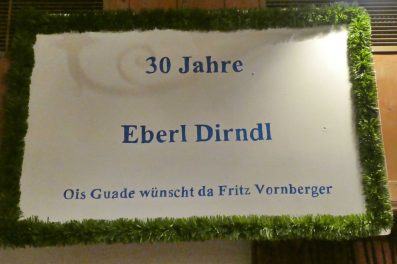 30 Jahre
Eberl Dirndl
Ois Guade wünscht da Fritz Vornberger